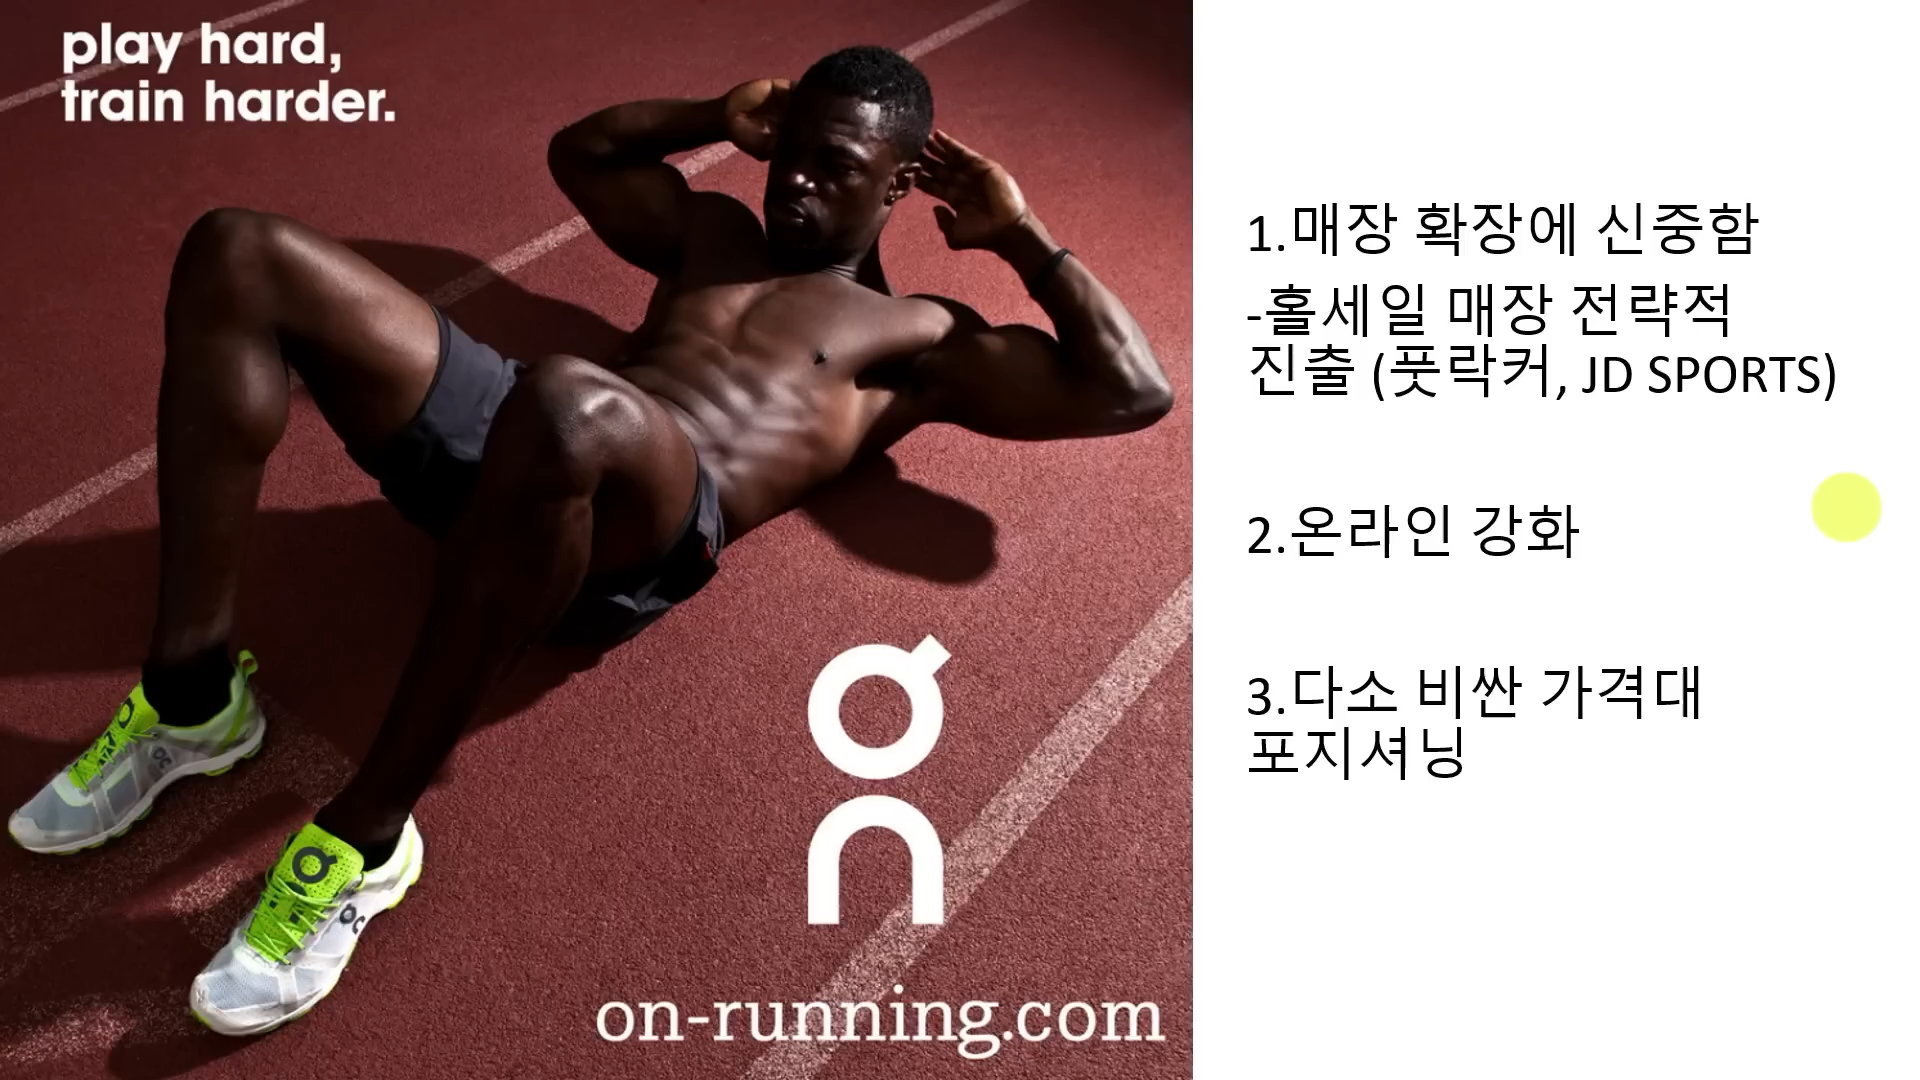 play hard,
train harder.
on
on-running.com
1.매장 확장에 신중함
-홀세일 매장 전략적
진출 (풋락커, JD SPORTS)
2.온라인 강화
3.다소 비싼 가격대
포지셔닝